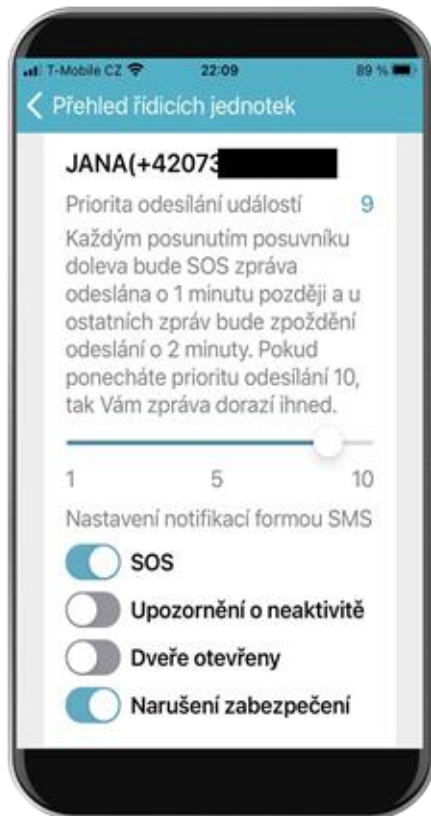 T-Mobile CZ 22:09 89 %
Přehled řídicích jednotek
JANA(+42073
Priorita odesílání událostí 9
Každým posunutím posuvníku
doleva bude SOS zpráva
odeslána o 1 minutu později a u
ostatních zpráv bude zpoždění
odeslání o 2 minuty. Pokud
ponecháte prioritu odesílání 10,
tak Vám zpráva dorazí ihned.
1 5 10
Nastavení notifikací formou SMS
SOS
Upozornění o neaktivitě
Dveře otevřeny
Narušení zabezpečení